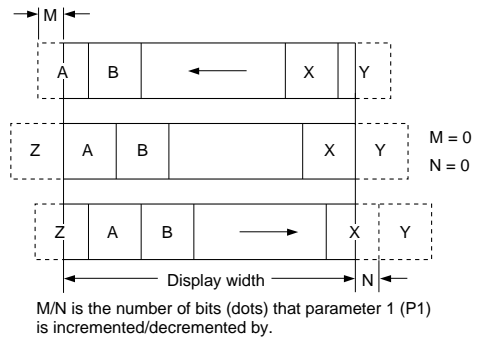 M
A B X Y
Z A B X Y
M = 0
N = 0
Z A B X Y
Display width N
M/N is the number of bits (dots) that parameter 1 (P1)
is incremented/decremented by.